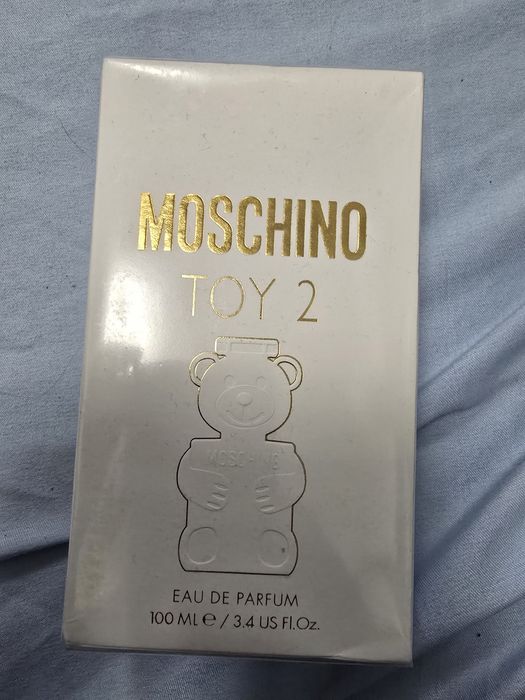 MOSCHINO
TOY 2
MOSCHINO
EAU DE PARFUM
100 ML ℮ / 3.4 US Fl.Oz.